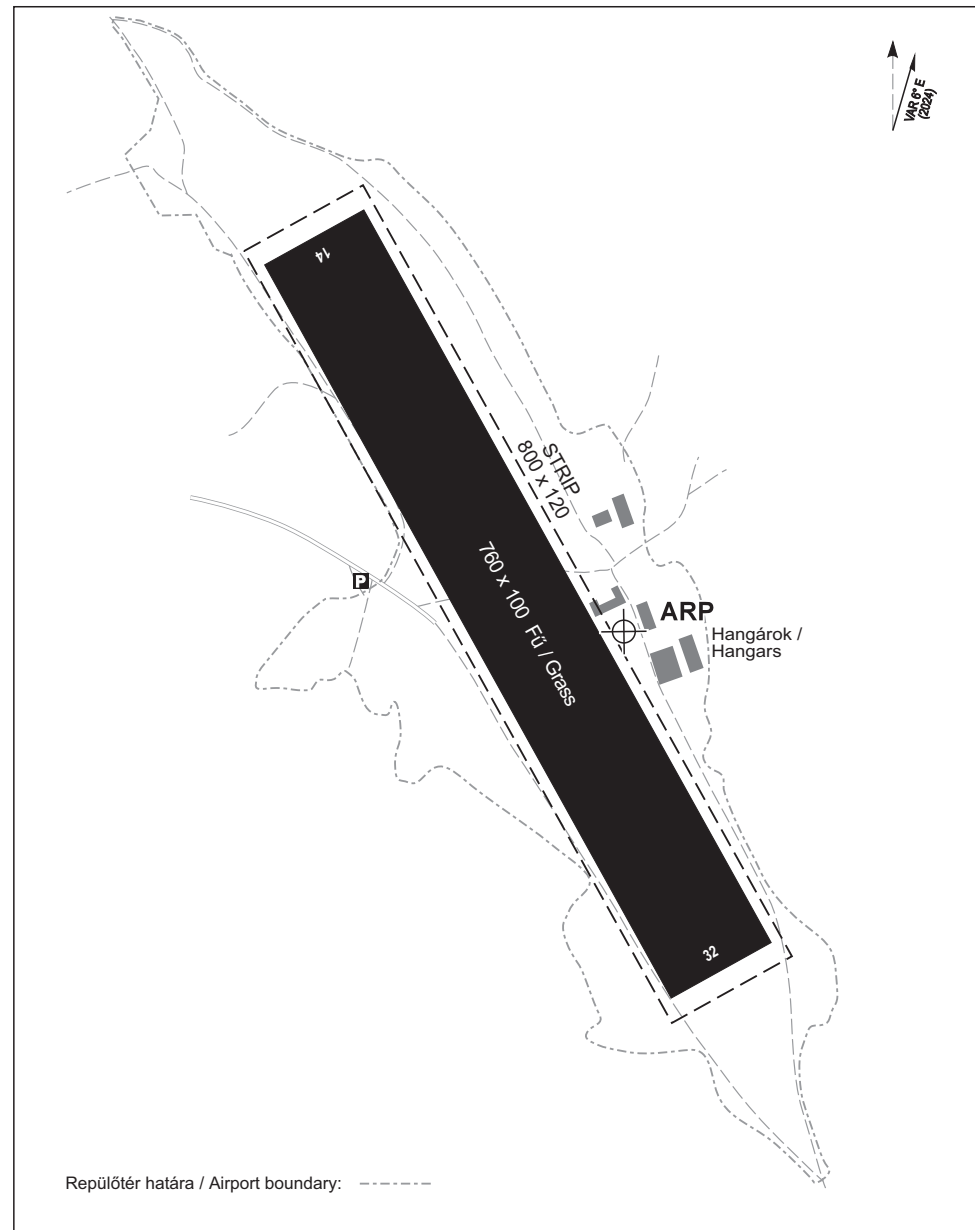 VAR 6° E
(2024)
14
STRIP
800 x 120
760 x 100 Fű / Grass
P
ARP
Hangárok /
Hangars
32
Repülőtér határa / Airport boundary: